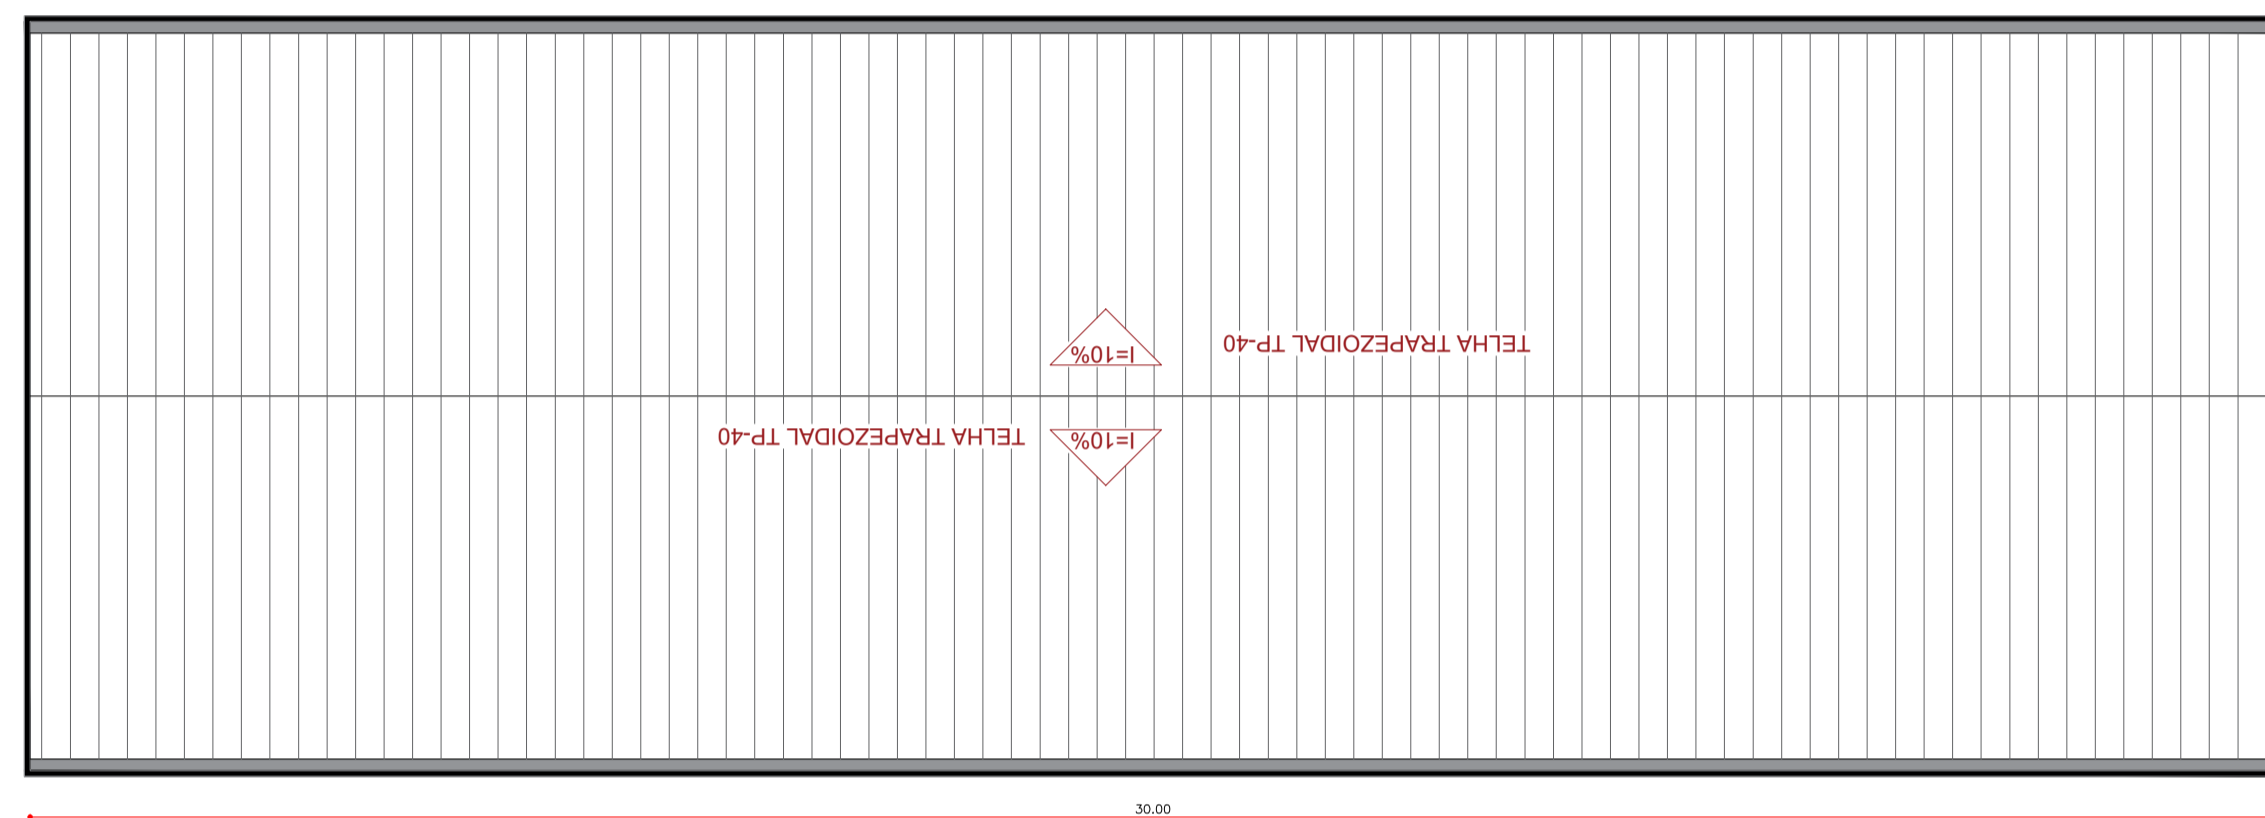 I=10%
TELHA TRAPEZOIDAL TP-40
TELHA TRAPEZOIDAL TP-40
I=10%
30.00